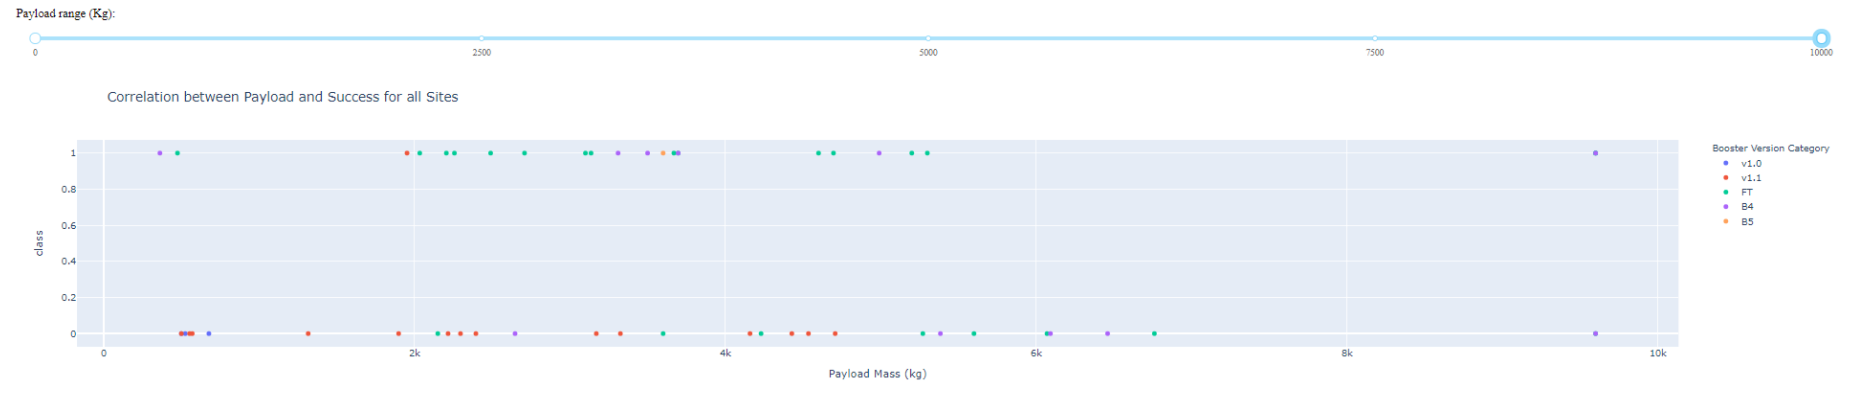 Payload range (Kg):
0 2500 5000 7500 10000
Correlation between Payload and Success for all Sites
1
0.8
0.6
0.4
0.2
0
class
0 2k 4k 6k 8k 10k
Payload Mass (kg)
Booster Version Category
v1.0
v1.1
FT
B4
B5